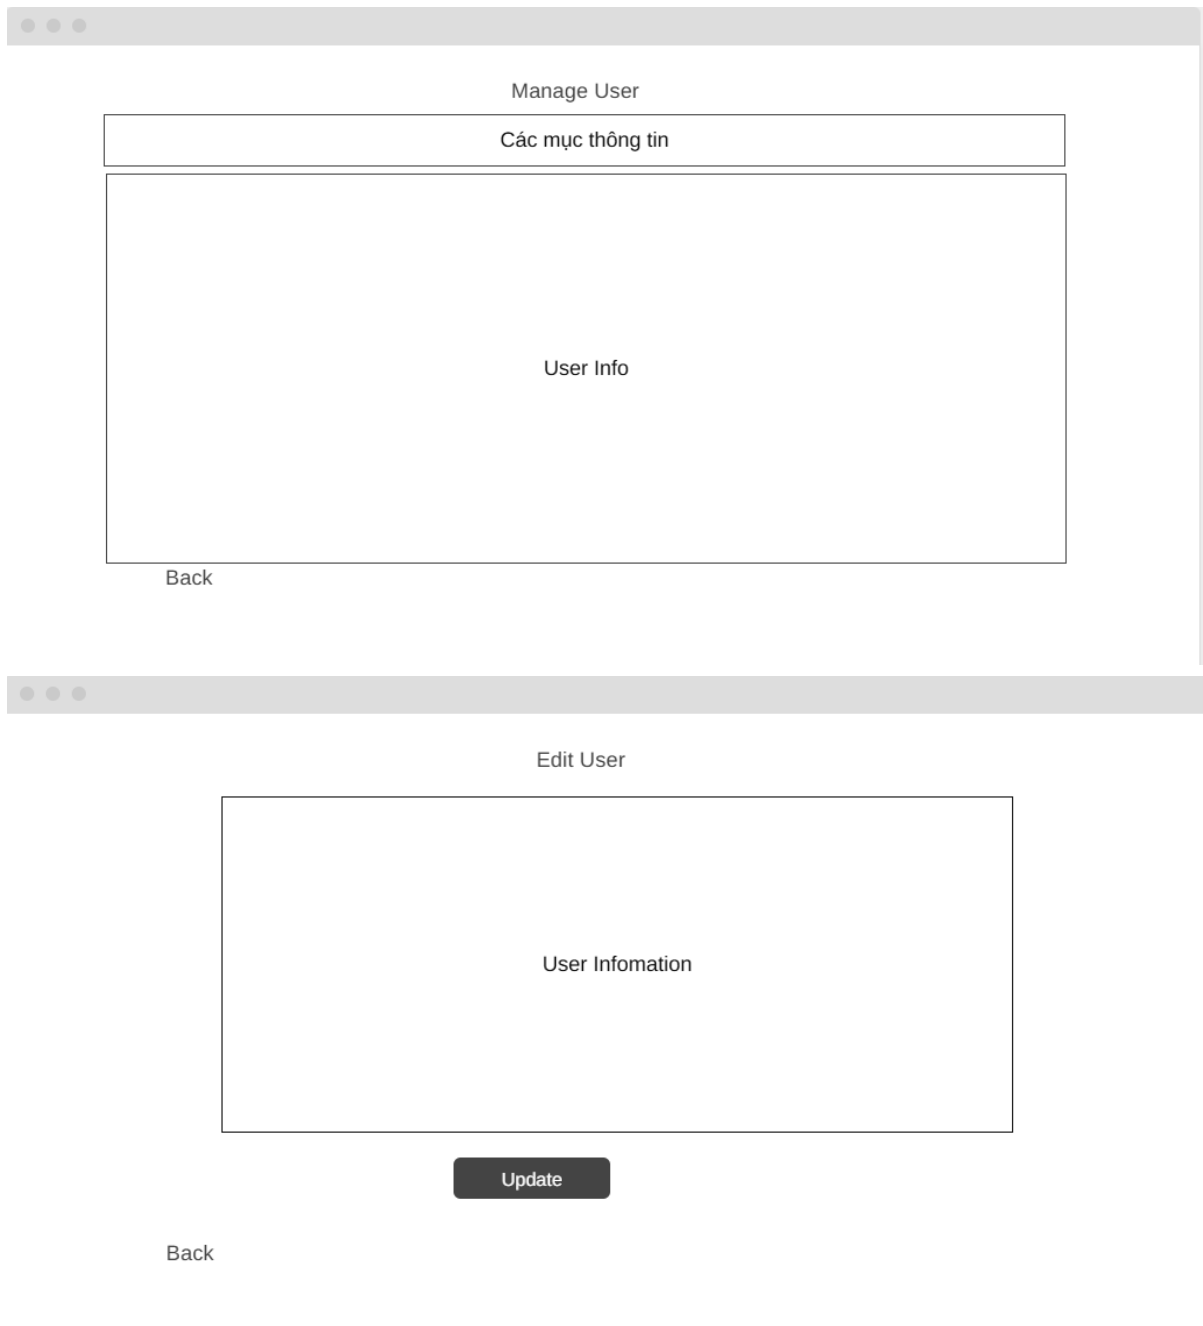 Manage User
Các mục thông tin
User Info
Back
Edit User
User Infomation
Update
Back